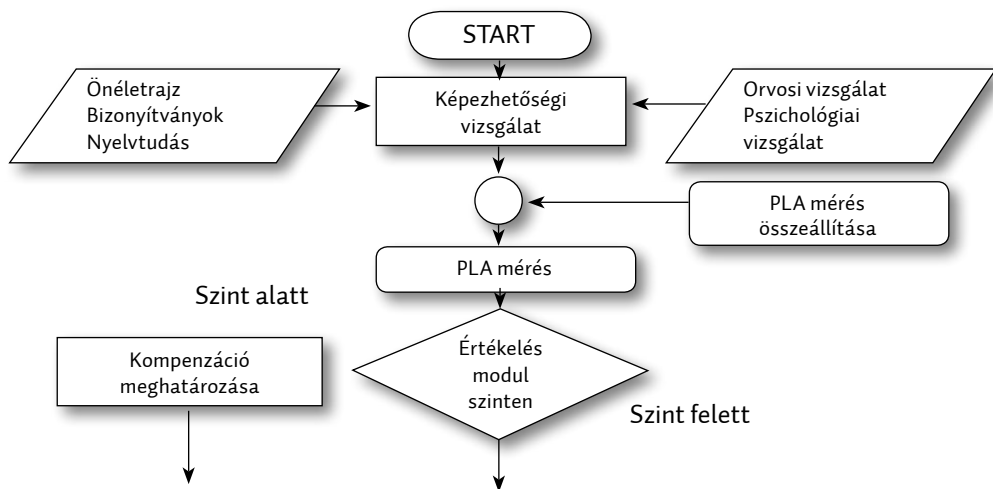 START
Önéletrajz
Bizonyítványok
Nyelvtudás
Képezhetőségi
vizsgálat
Orvosi vizsgálat
Pszichológiai
vizsgálat
PLA mérés
összeállítása
PLA mérés
Szint alatt
Kompenzáció
meghatározása
Értékelés
modul
szinten
Szint felett